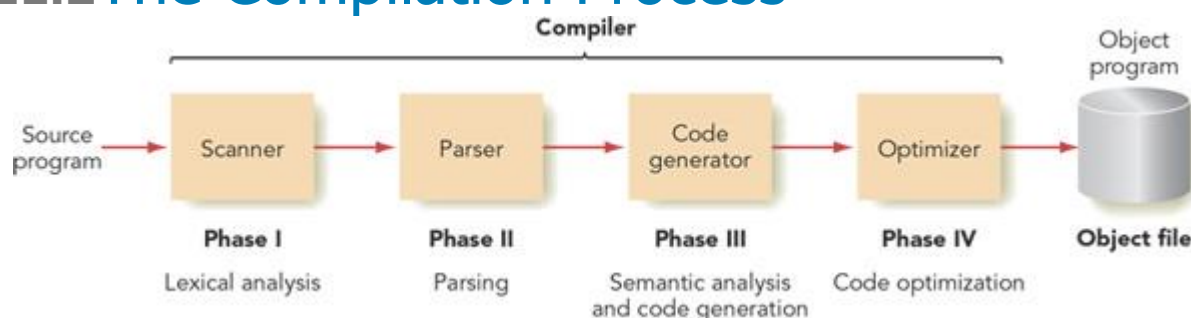 The Compilation Process
Compiler
Object
program
Source
program
Scanner
Parser
Code
generator
Optimizer
Phase I
Phase II
Phase III
Phase IV
Object file
Lexical analysis
Parsing
Semantic analysis
and code generation
Code optimization